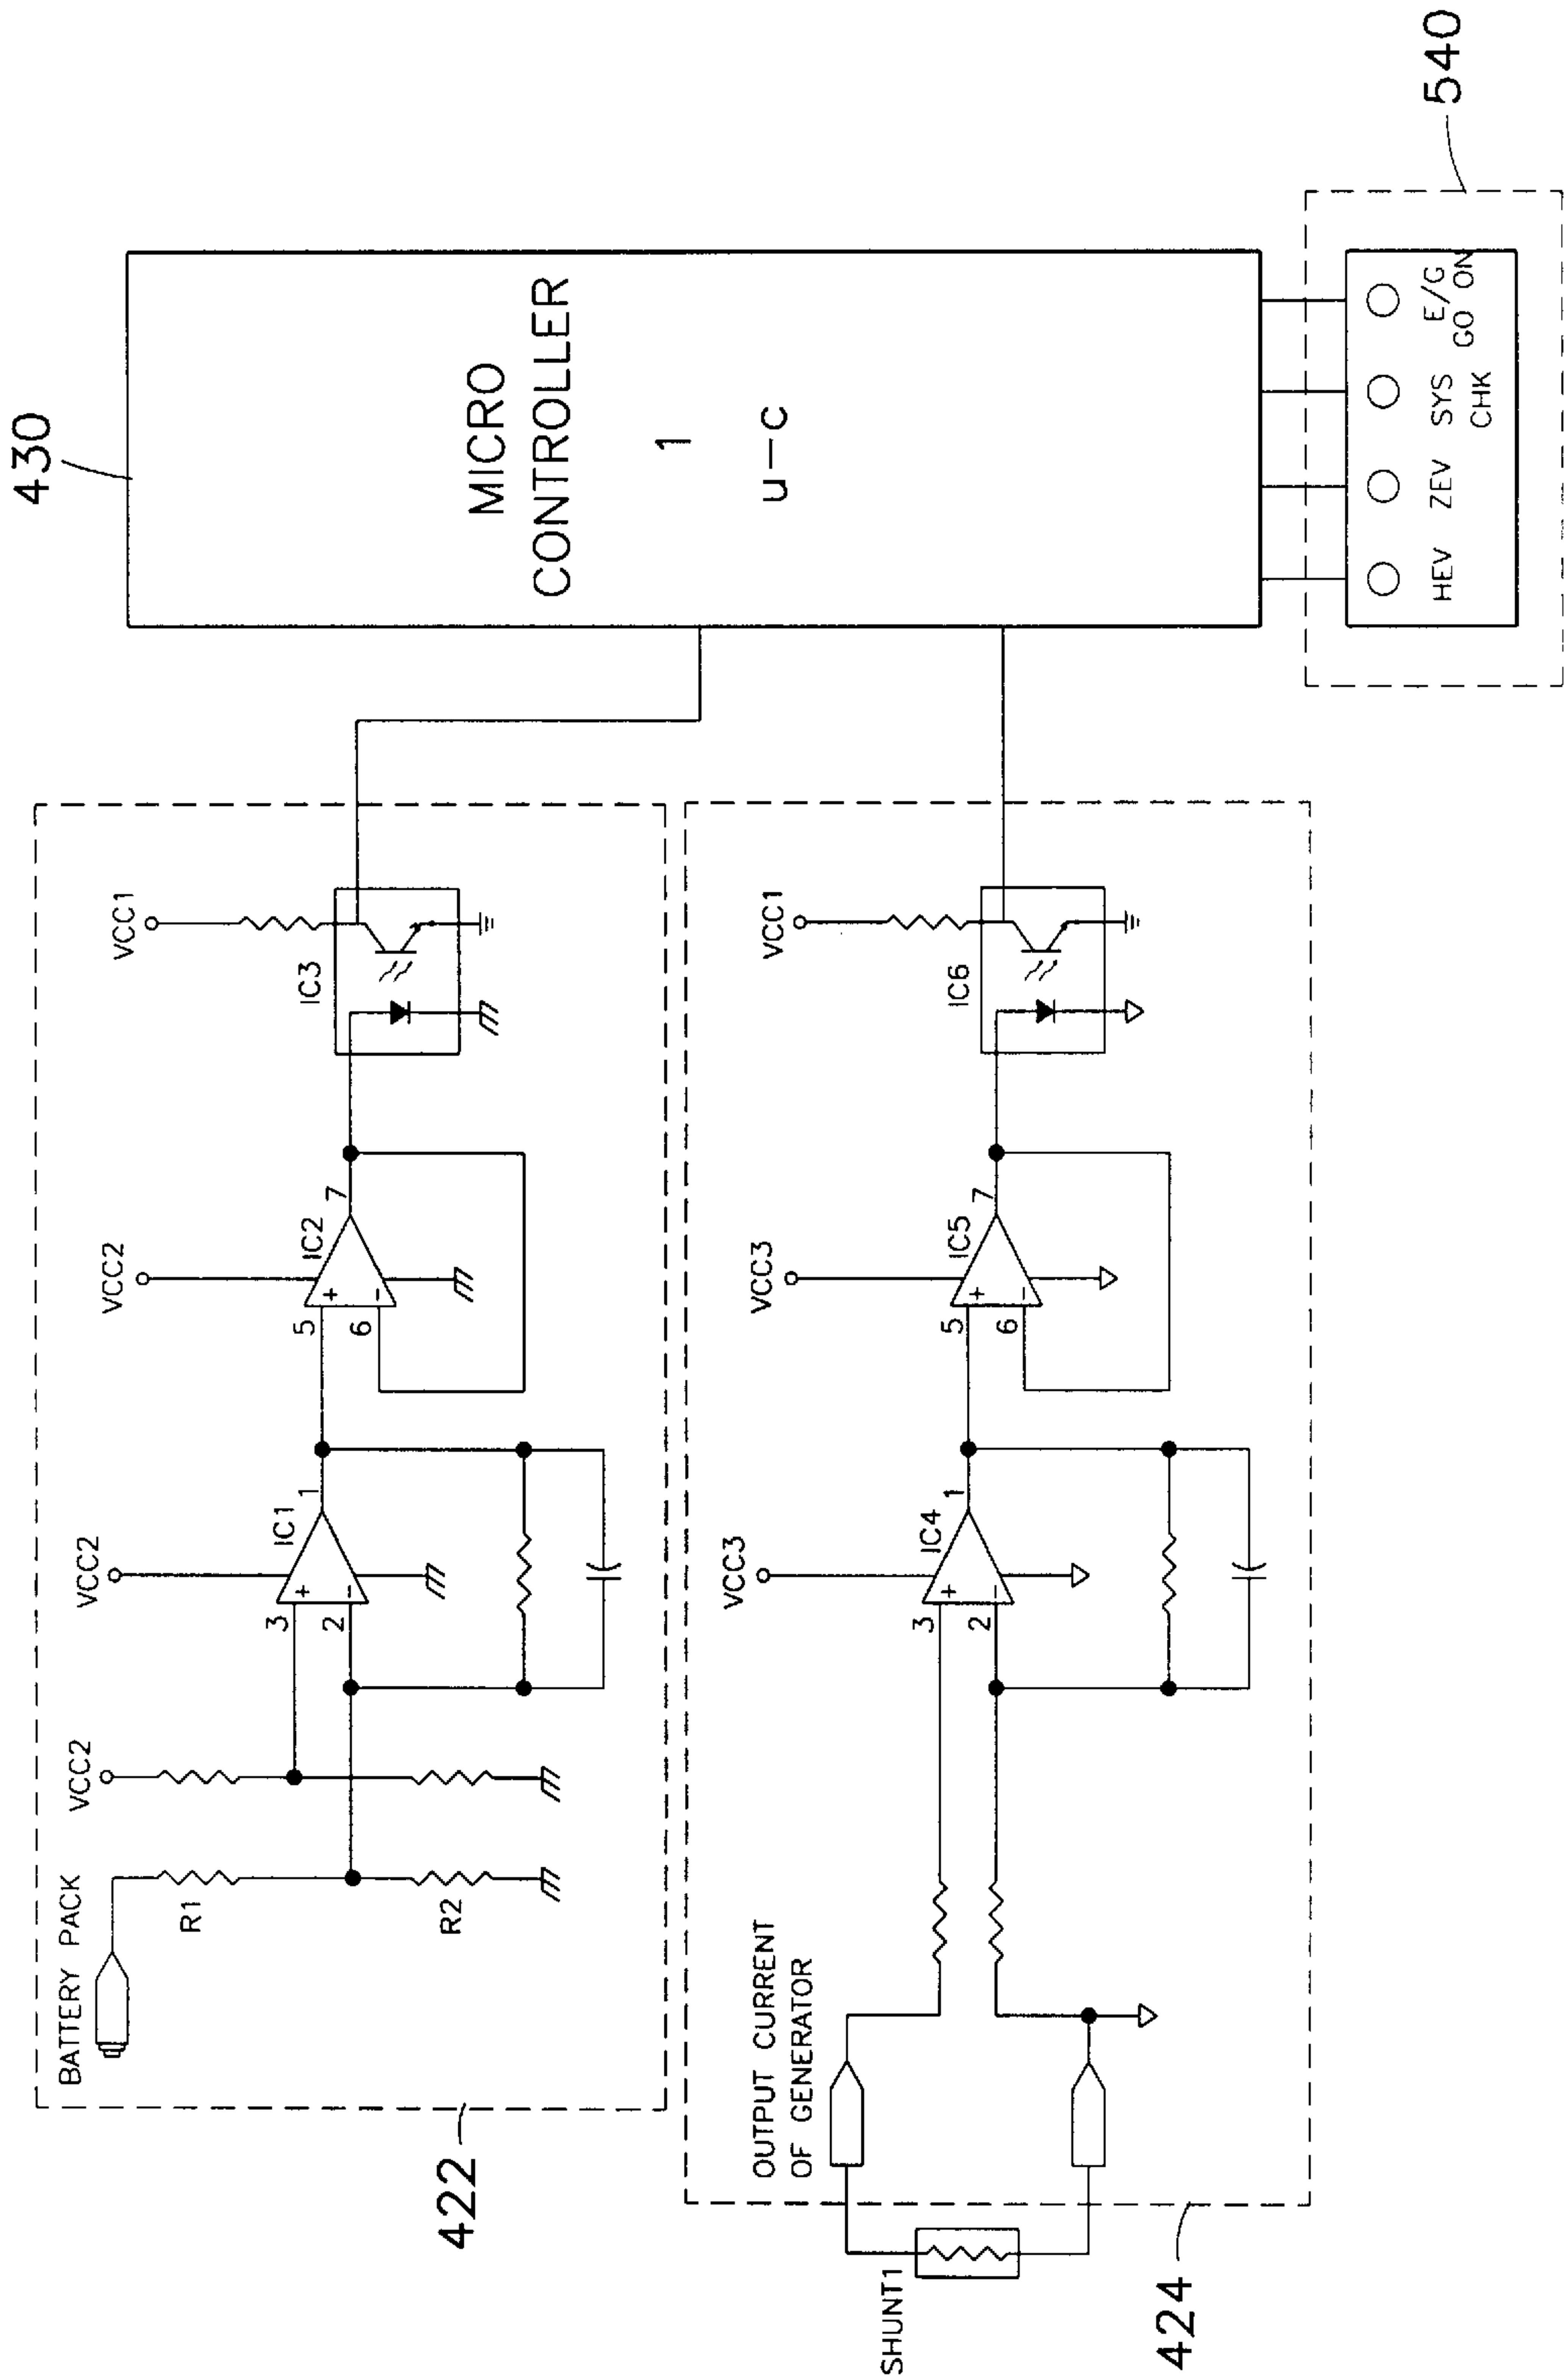 430
MICRO
CONTROLLER
1
u-c
BATTERY PACK
VCC2
VCC2
VCC2
VCC1
R1
R2
3
2
+
-
IC1
1
5
6
+
-
IC2
7
IC3
422
OUTPUT CURRENT
OF GENERATOR
SHUNT1
VCC3
VCC3
VCC1
3
2
+
-
IC4
1
5
6
+
-
IC5
7
IC6
424
HEV ZEV SYS E/G
CHK GO ON
540